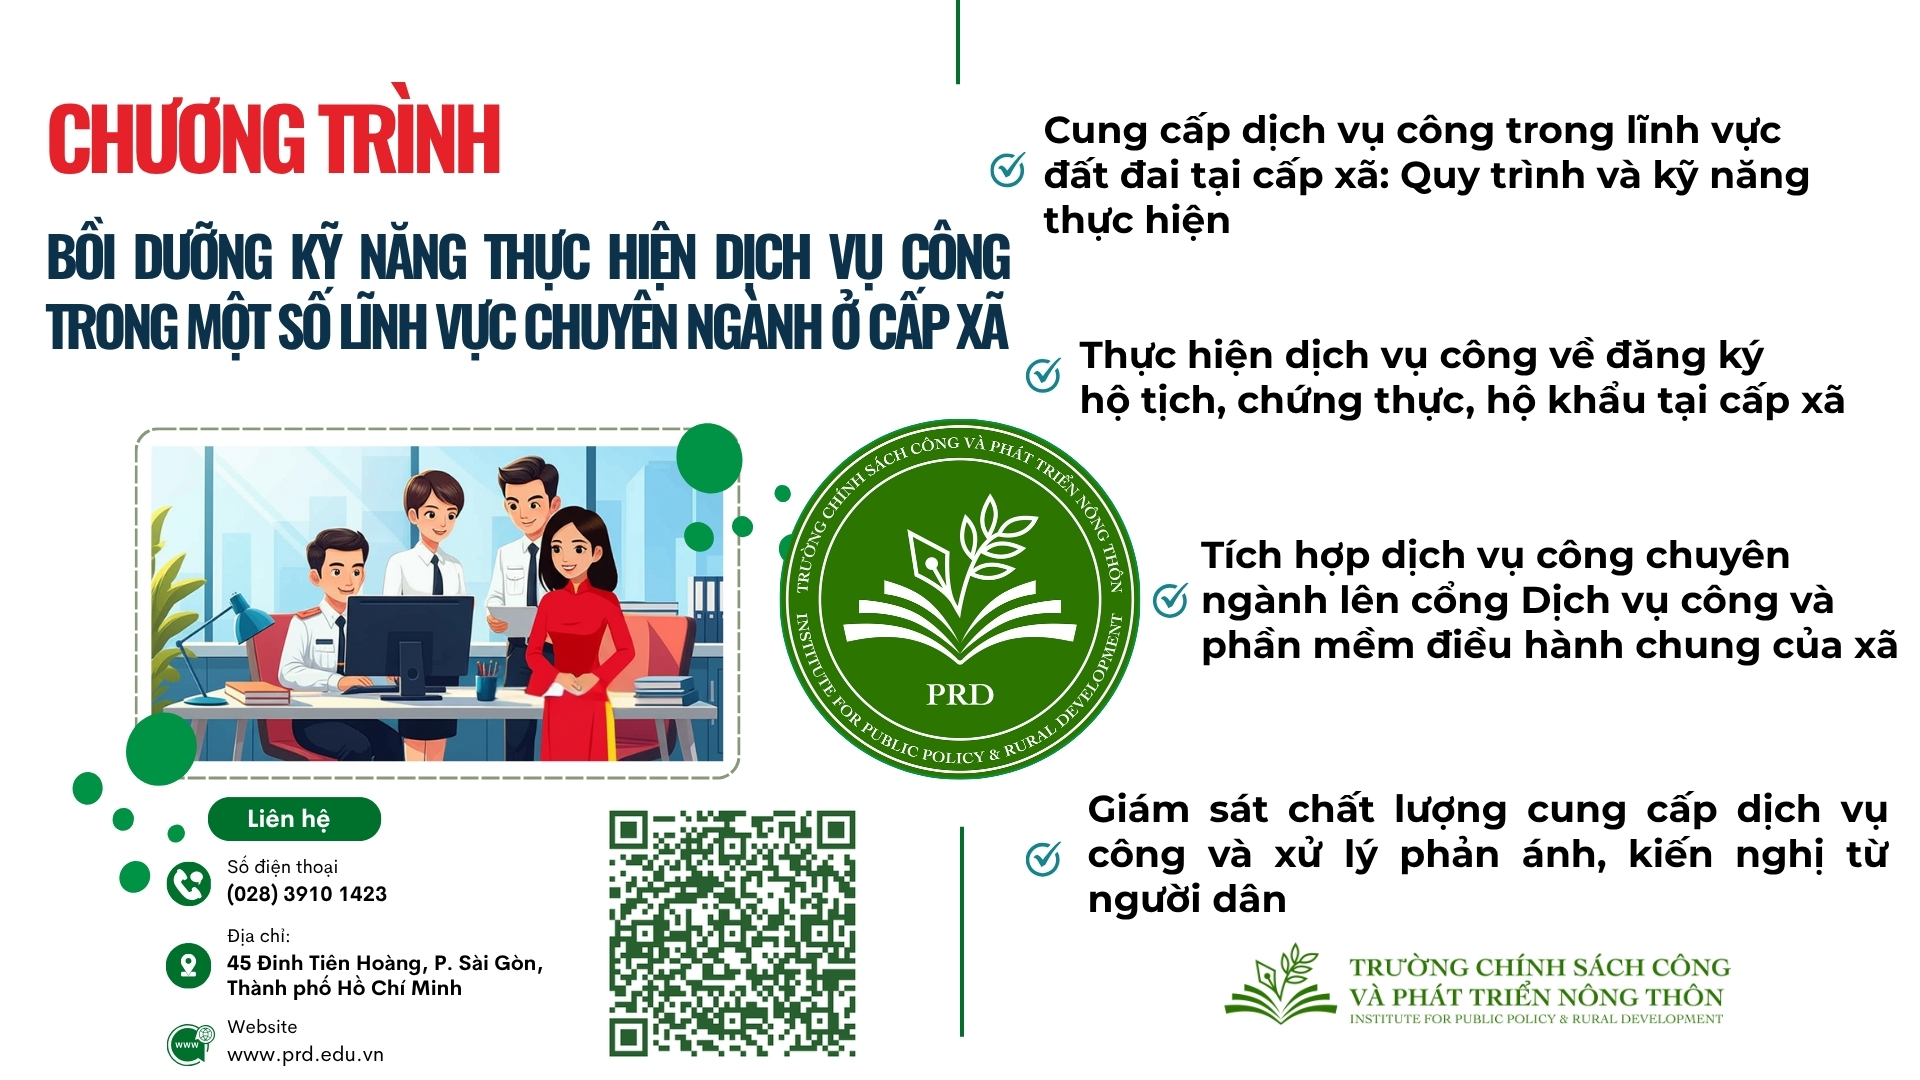 CHƯƠNG TRÌNH
BỒI DƯỠNG KỸ NĂNG THỰC HIỆN DỊCH VỤ CÔNG
TRONG MỘT SỐ LĨNH VỰC CHUYÊN NGÀNH Ở CẤP XÃ
Cung cấp dịch vụ công trong lĩnh vực
đất đai tại cấp xã: Quy trình và kỹ năng
thực hiện
Thực hiện dịch vụ công về đăng ký
hộ tịch, chứng thực, hộ khẩu tại cấp xã
Tích hợp dịch vụ công chuyên
ngành lên cổng Dịch vụ công và
phần mềm điều hành chung của xã
Giám sát chất lượng cung cấp dịch vụ
công và xử lý phản ánh, kiến nghị từ
người dân
TRƯỜNG CHÍNH SÁCH CÔNG VÀ PHÁT TRIỂN NÔNG THÔN
PRD
INSTITUTE FOR PUBLIC POLICY & RURAL DEVELOPMENT
Liên hệ
Số điện thoại
(028) 3910 1423
Địa chỉ:
45 Đinh Tiên Hoàng, P. Sài Gòn,
Thành phố Hồ Chí Minh
Website
www
www.prd.edu.vn
TRƯỜNG CHÍNH SÁCH CÔNG
VÀ PHÁT TRIỂN NÔNG THÔN
INSTITUTE FOR PUBLIC POLICY & RURAL DEVELOPMENT